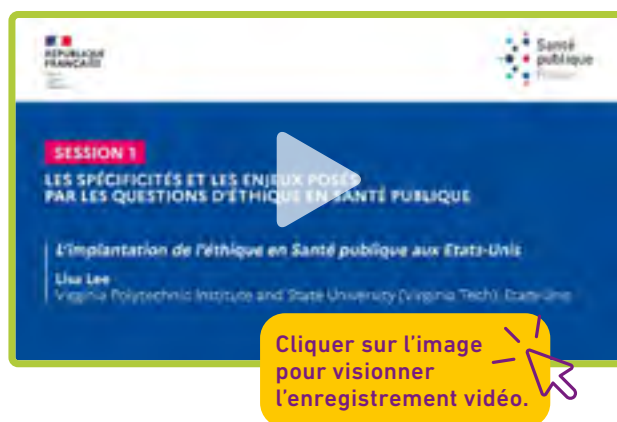 RÉPUBLIQUE
FRANÇAISE
Santé
publique
France
SESSION 1
LES SPÉCIFICITÉS ET LES ENJEUX POSÉS
PAR LES QUESTIONS D'ÉTHIQUE EN SANTÉ PUBLIQUE
L'implantation de l'éthique en Santé publique aux Etats-Unis
Lisa Lee
Virginia Polytechnic Institute and State University (Virginia Tech), Etats-Unis
Cliquer sur l'image
pour visionner
l'enregistrement vidéo.